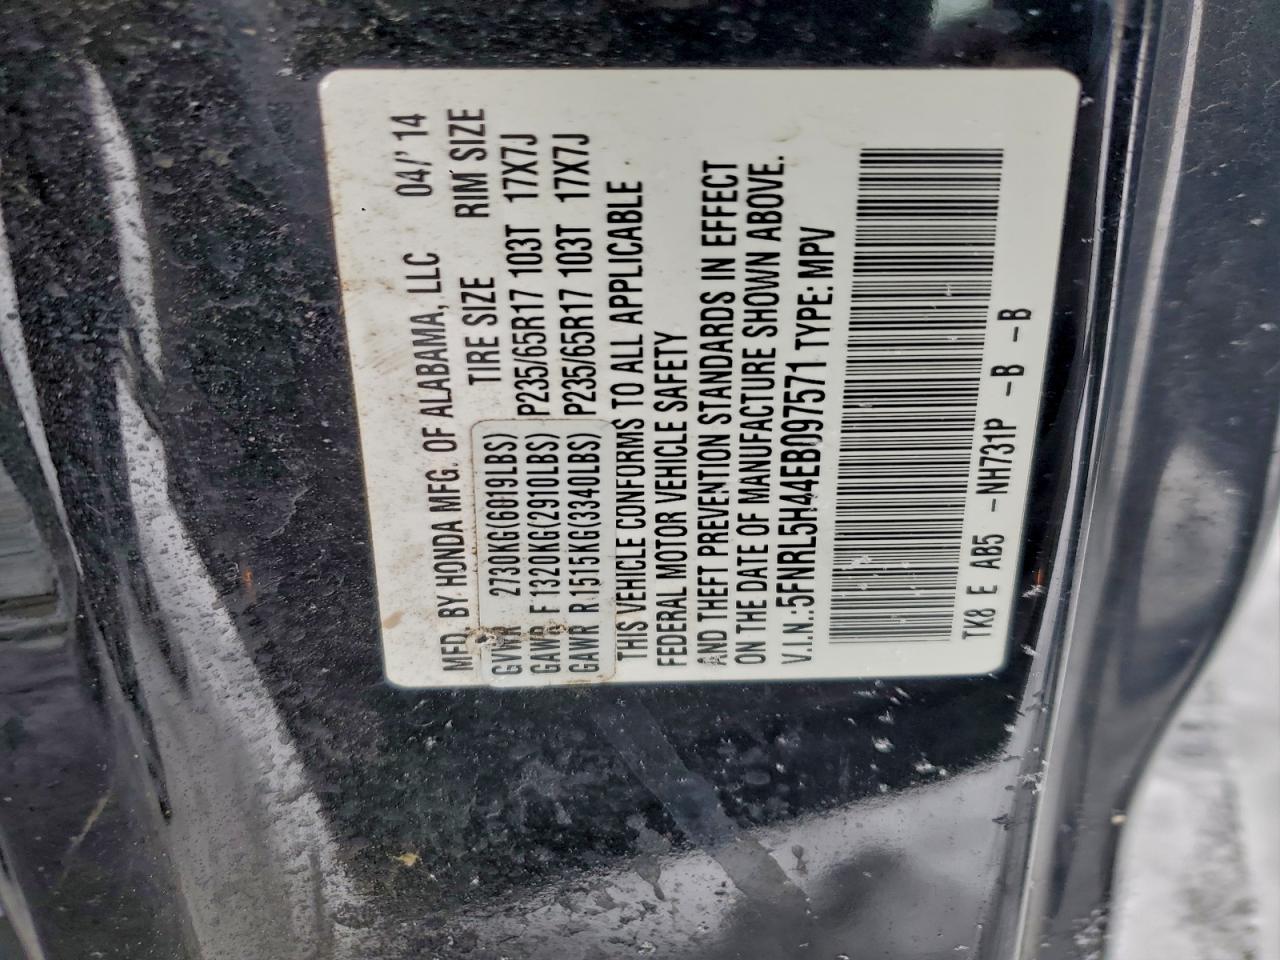 MFD. BY HONDA MFG. OF ALABAMA, LLC 04/'14
TIRE SIZE RIM SIZE
GVWR 2730KG(6019LBS)
GAWR F 1320KG(2910LBS) P235/65R17 103T 17X7J
GAWR R 1515KG(3340LBS) P235/65R17 103T 17X7J
THIS VEHICLE CONFORMS TO ALL APPLICABLE
FEDERAL MOTOR VEHICLE SAFETY
AND THEFT PREVENTION STANDARDS IN EFFECT
ON THE DATE OF MANUFACTURE SHOWN ABOVE.
V.I.N.5FNRL5H44EB097571 TYPE: MPV
TK8 E AB5 -NH731P -B -B